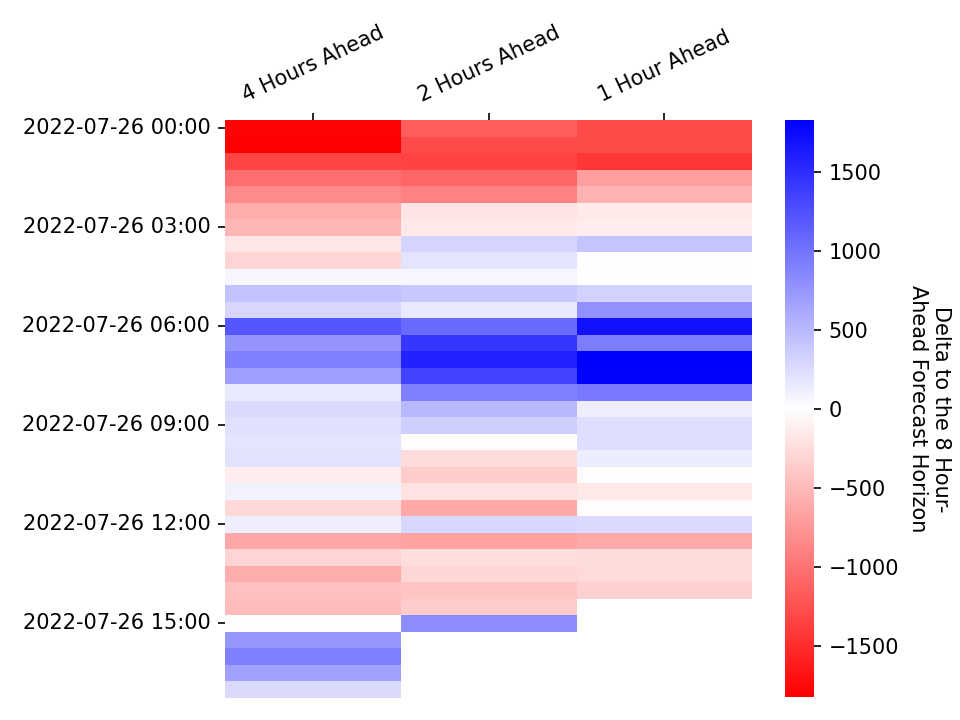 4 Hours Ahead
2 Hours Ahead
1 Hour Ahead
2022-07-26 00:00
2022-07-26 03:00
2022-07-26 06:00
2022-07-26 09:00
2022-07-26 12:00
2022-07-26 15:00
1500
1000
500
0
−500
−1000
−1500
Delta to the 8 Hour-
Ahead Forecast Horizon